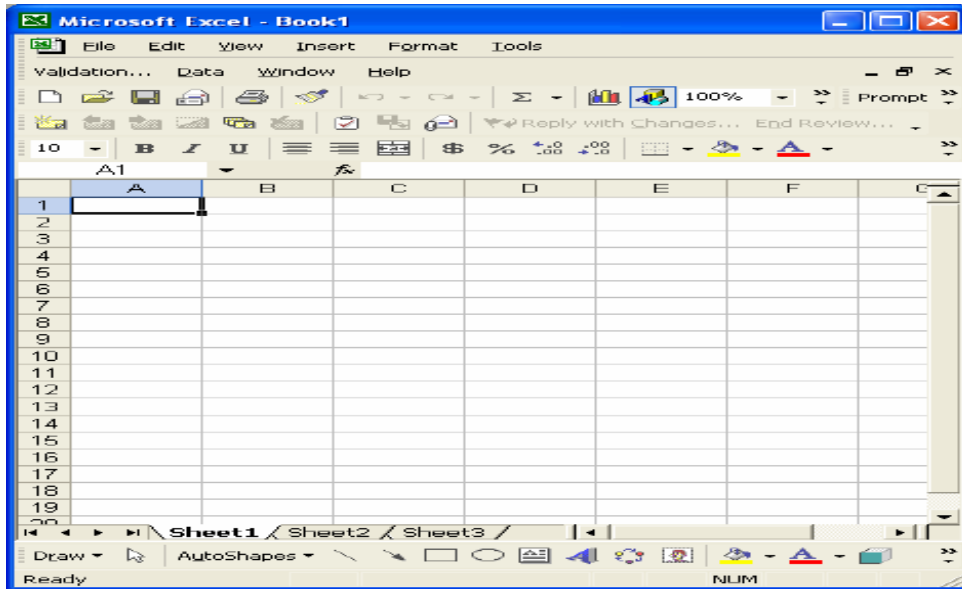 Microsoft Excel - Book1
File Edit View Insert Format Tools
Validation... Data Window Help
100% Prompt
Reply with Changes... End Review...
10 B I U $ %
A1 fx
A B C D E F
1
2
3
4
5
6
7
8
9
10
11
12
13
14
15
16
17
18
19
Sheet1 Sheet2 Sheet3
Draw AutoShapes
Ready NUM